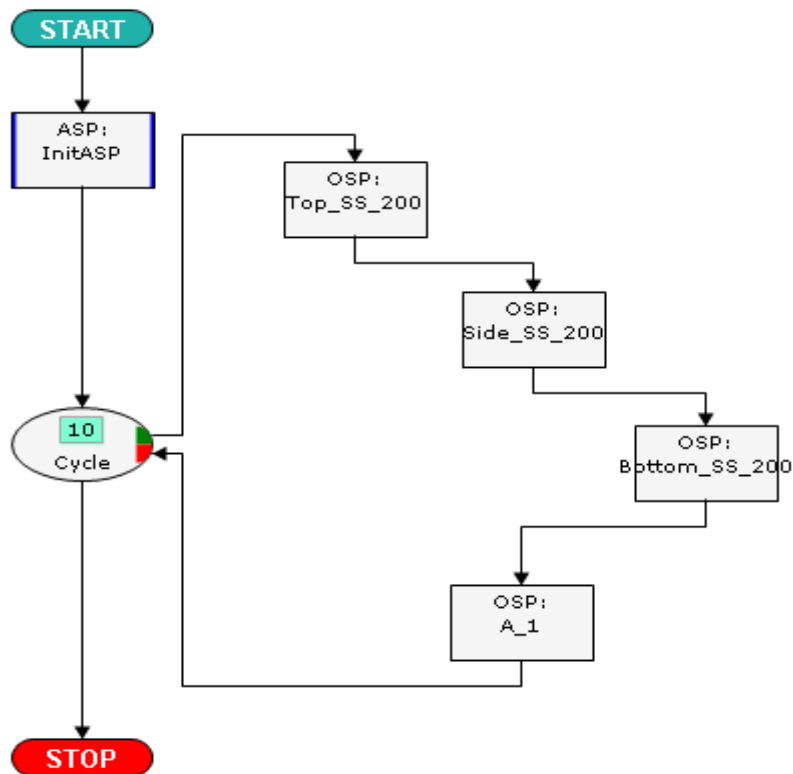 START
ASP:
InitASP
OSP:
Top_SS_200
OSP:
Side_SS_200
10
Cycle
OSP:
Bottom_SS_200
OSP:
A_1
STOP